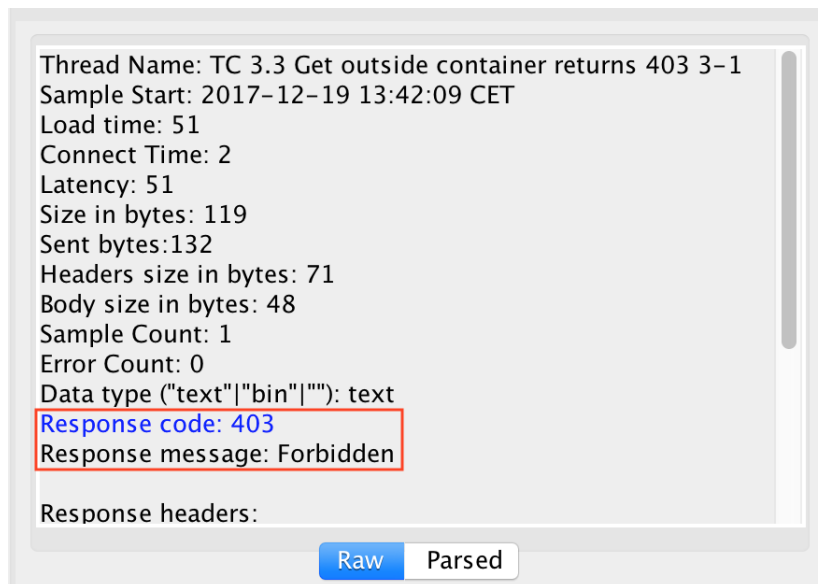 Thread Name: TC 3.3 Get outside container returns 403 3-1
Sample Start: 2017-12-19 13:42:09 CET
Load time: 51
Connect Time: 2
Latency: 51
Size in bytes: 119
Sent bytes:132
Headers size in bytes: 71
Body size in bytes: 48
Sample Count: 1
Error Count: 0
Data type ("text"|"bin"|""): text
Response code: 403
Response message: Forbidden
Response headers:
Raw Parsed